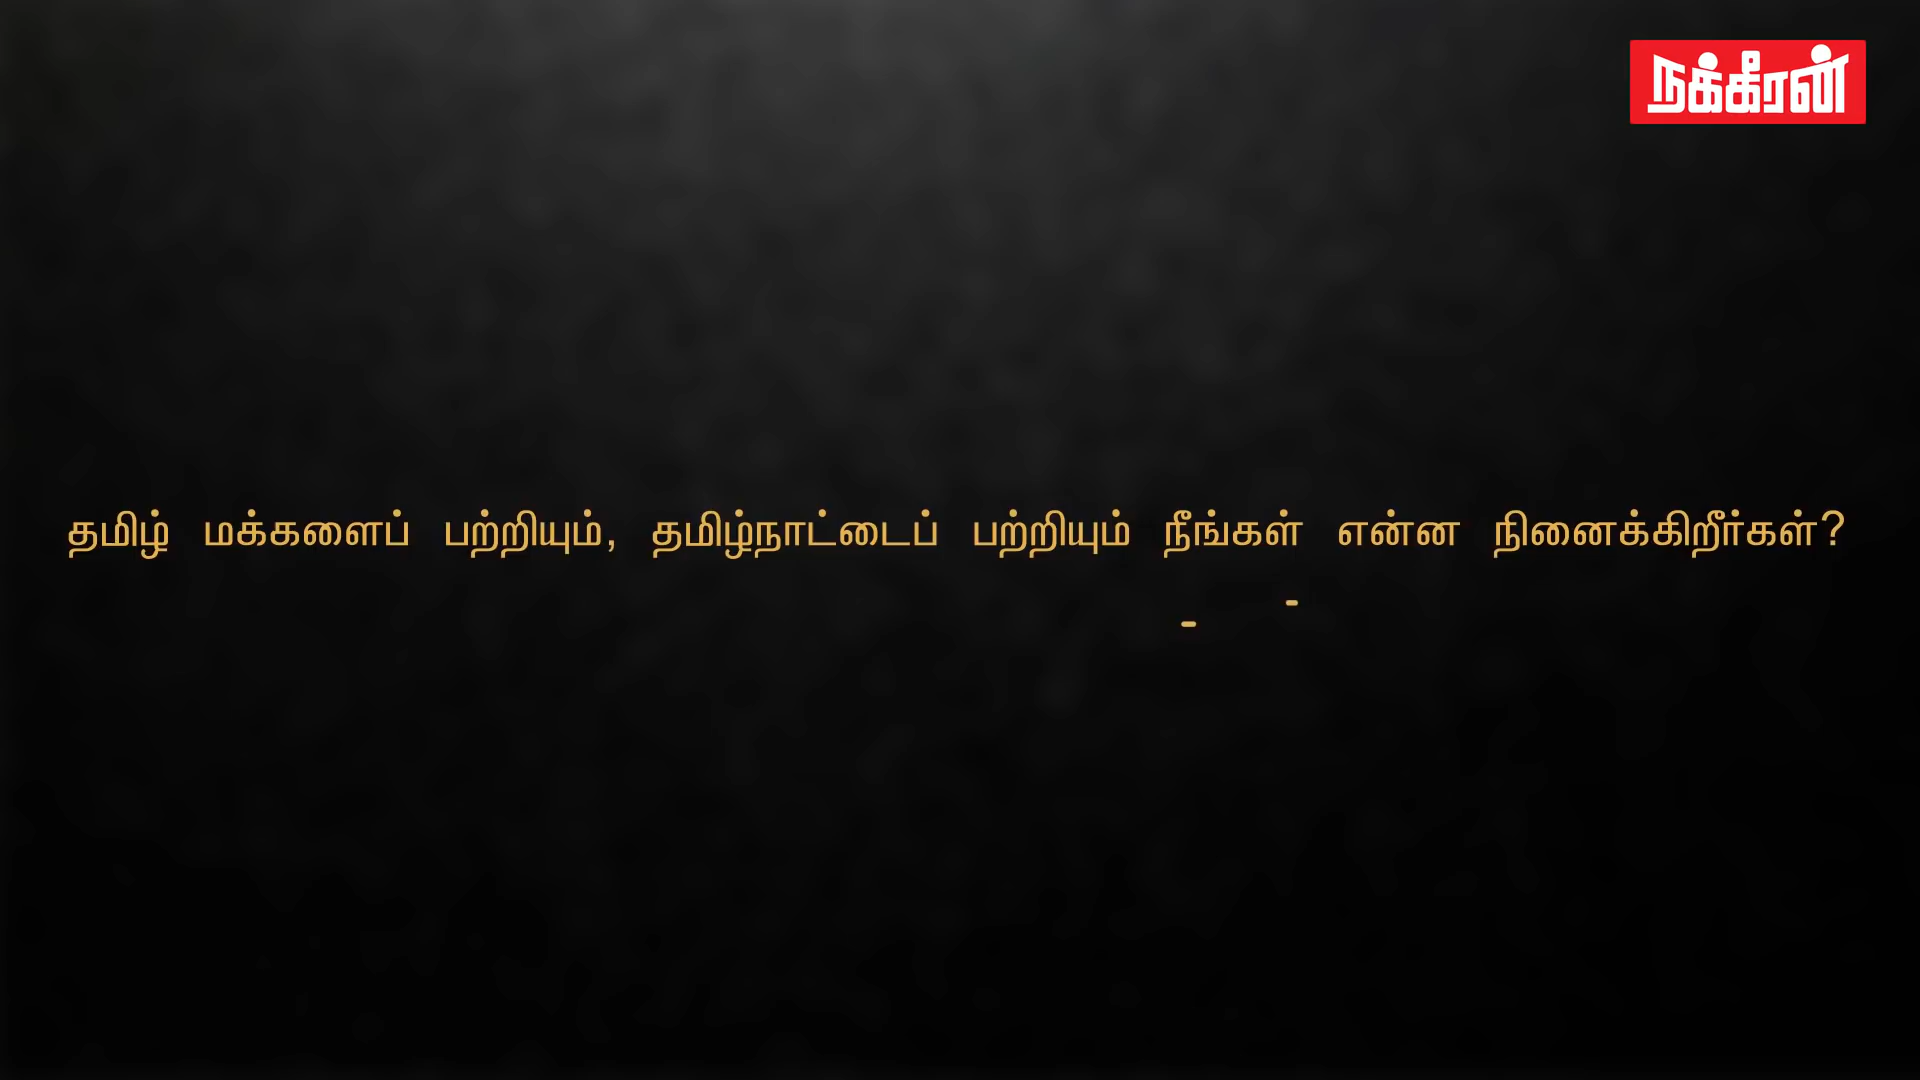 நக்கீரன்
தமிழ் மக்களைப் பற்றியும், தமிழ்நாட்டைப் பற்றியும் நீங்கள் என்ன நினைக்கிறீர்கள்?